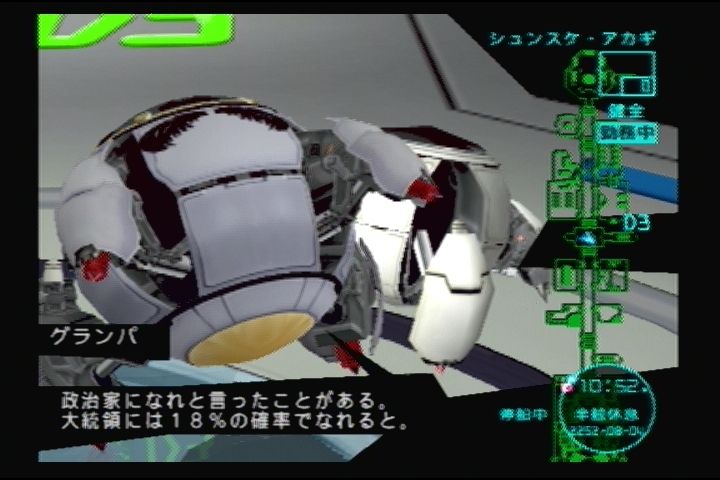 シュンスケ・アカギ
健全
勤務中
D3
グランパ
政治家になれと言ったことがある。
大統領には１８％の確率でなれると。
10:52.
停船中
半舷休息
2252-08-04